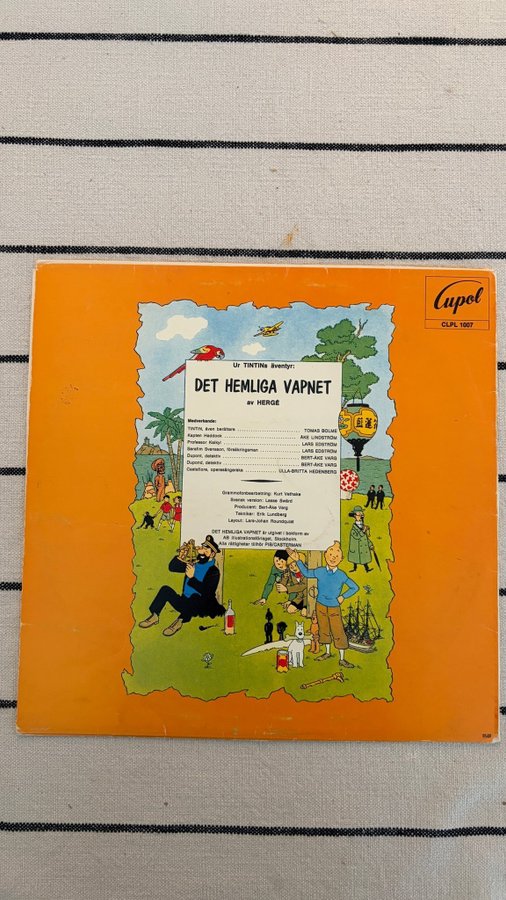 Cupol
CLPL 1007
Ur TINTINs äventyr:
DET HEMLIGA VAPNET
av HERGÉ
Medverkande:
TINTIN, även berättare TOMAS BOLME
Kapten Haddock ÅKE LINDSTRÖM
Professor Kalkyl LARS EDSTRÖM
Serafim Svensson, försäkringsman LARS EDSTRÖM
Dupont, detektiv BERT-ÅKE VARG
Dupond, detektiv BERT-ÅKE VARG
Castafiore, operasångerska ULLA-BRITTA HEDENBERG
Grammofonbearbetning: Kurt Vethake
Svensk version: Lasse Swärd
Producent: Bert-Åke Varg
Tekniker: Erik Lundberg
Layout: Lars-Johan Roundquist
DET HEMLIGA VAPNET är utgivet i bokform av
AB Illustrationsförlaget, Stockholm.
Alla rättigheter tillhör PIB/CASTERMAN